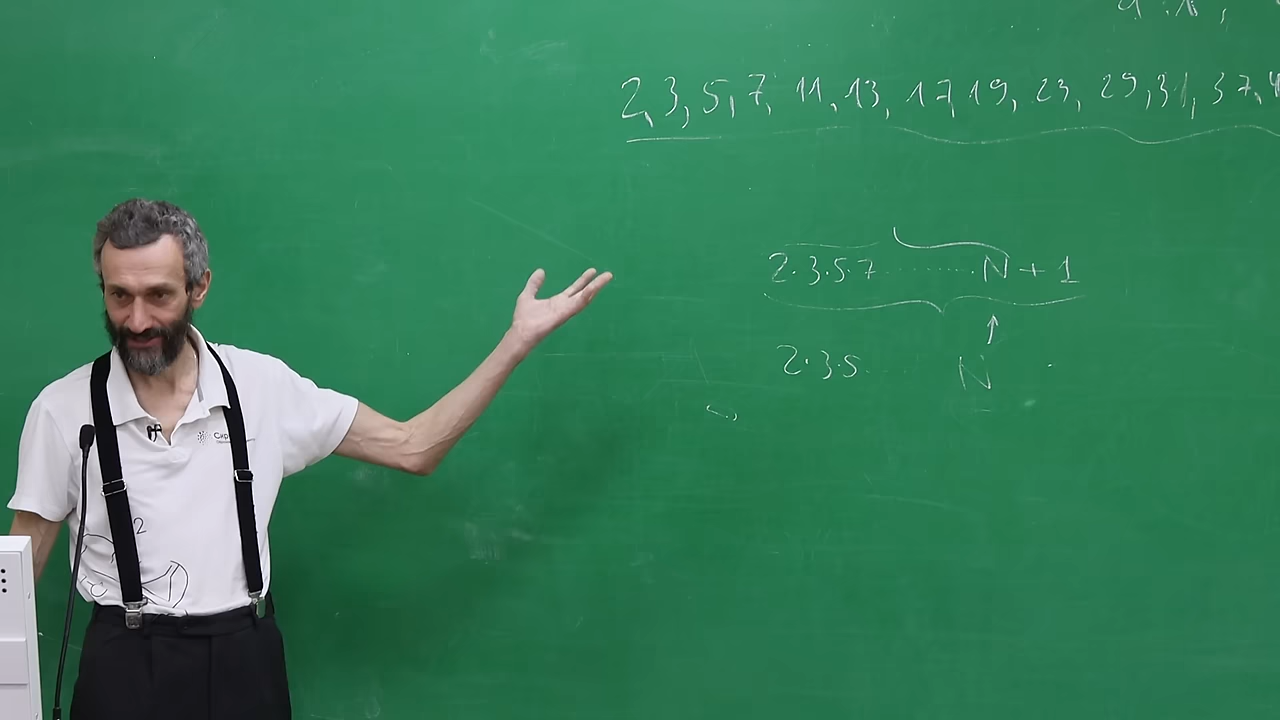 2, 3, 5, 7, 11, 13, 17, 19, 23, 29, 31, 37,
2·3·5·7.........N + 1
2·3·5.... N
2